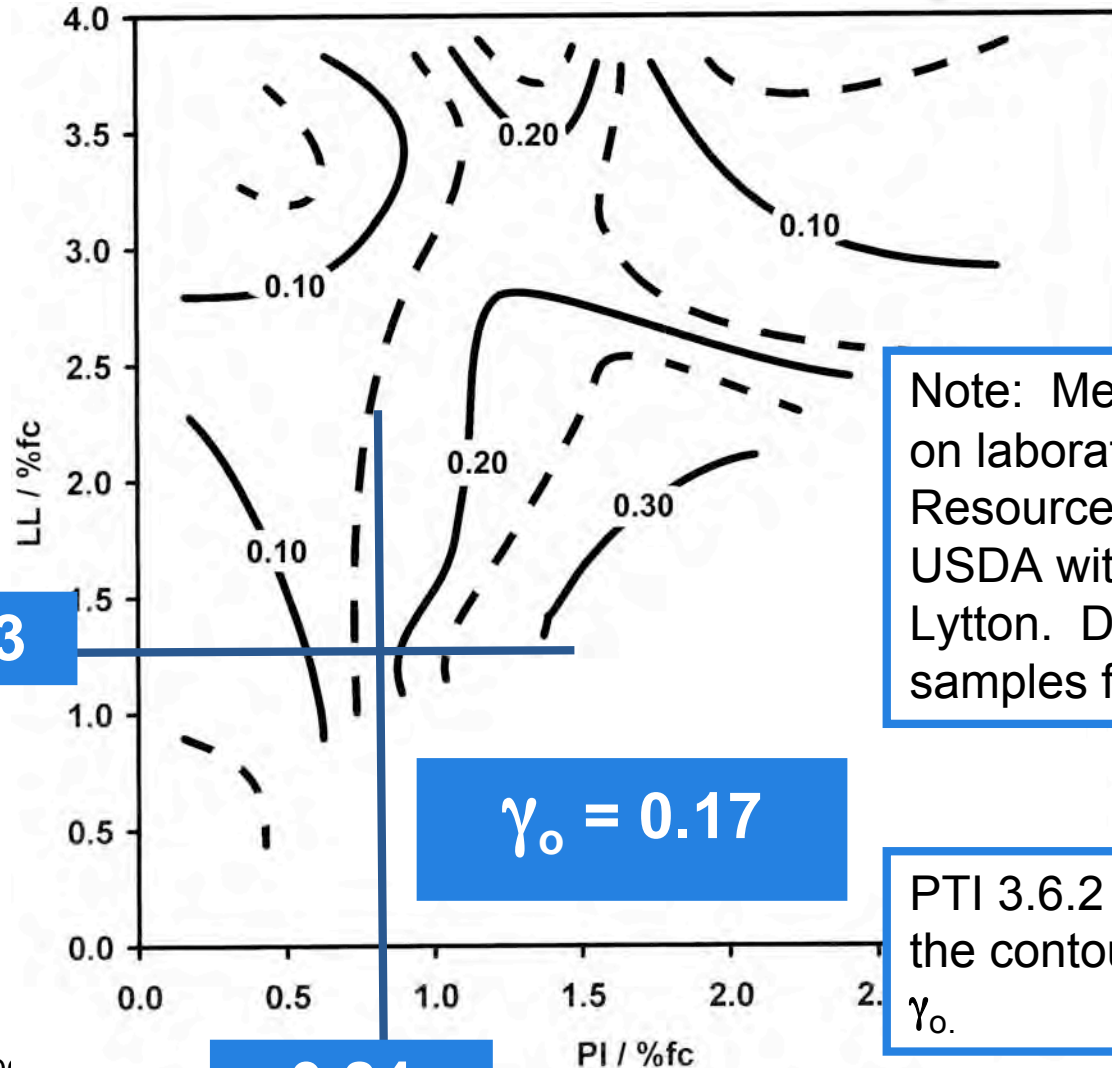 4.0
3.5
3.0
2.5
2.0
.5
1.0
0.5
0.0
LL / %fc
0.20
0.10
0.10
0.20
0.30
0.10
3
γo = 0.17
Note: Me
on laborat
Resource
USDA wit
Lytton. D
samples f
PTI 3.6.2
the contou
γo.
0.0 0.5 1.0 1.5 2.0 2.
PI / %fc